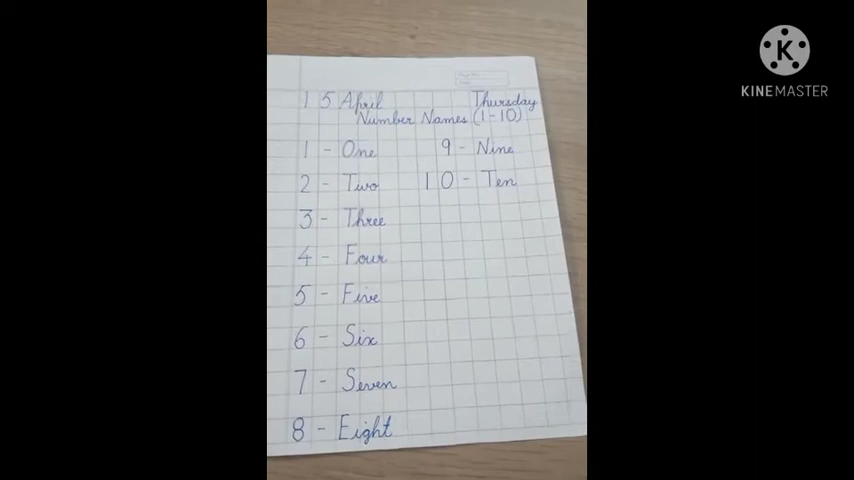 15 April Thursday
Number Names (1-10)
1 - One
2 - Two
3 - Three
4 - Four
5 - Five
6 - Six
7 - Seven
8 - Eight
9 - Nine
10 - Ten
K
KINEMASTER